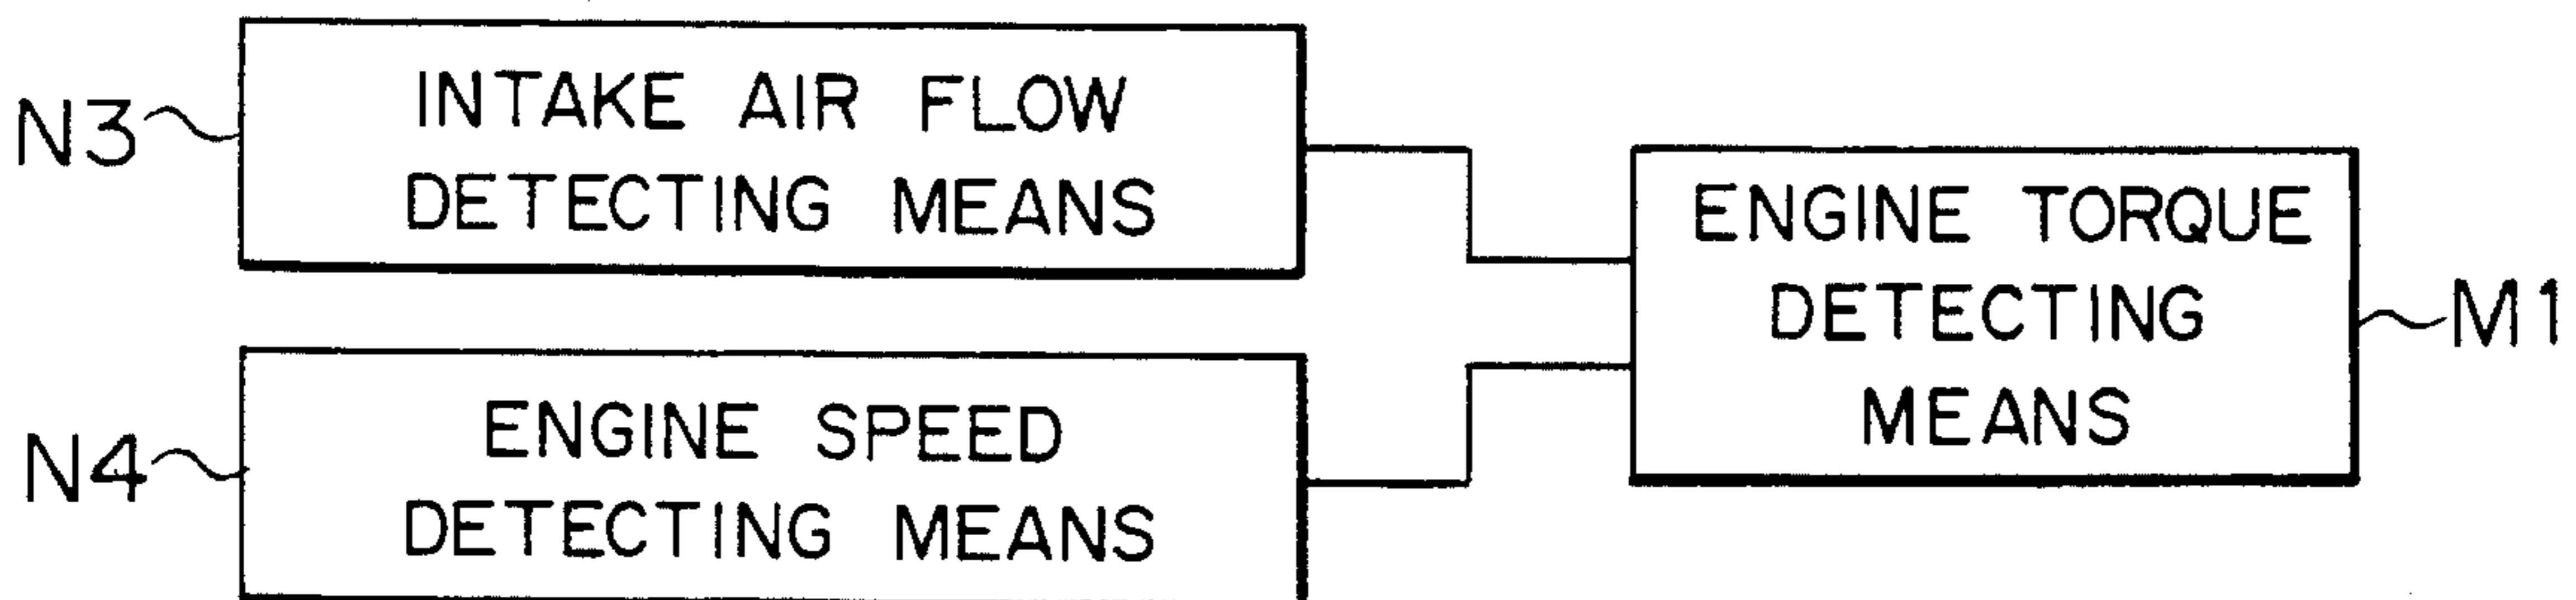 N3
INTAKE AIR FLOW
DETECTING MEANS
N4
ENGINE SPEED
DETECTING MEANS
ENGINE TORQUE
DETECTING
MEANS
M1